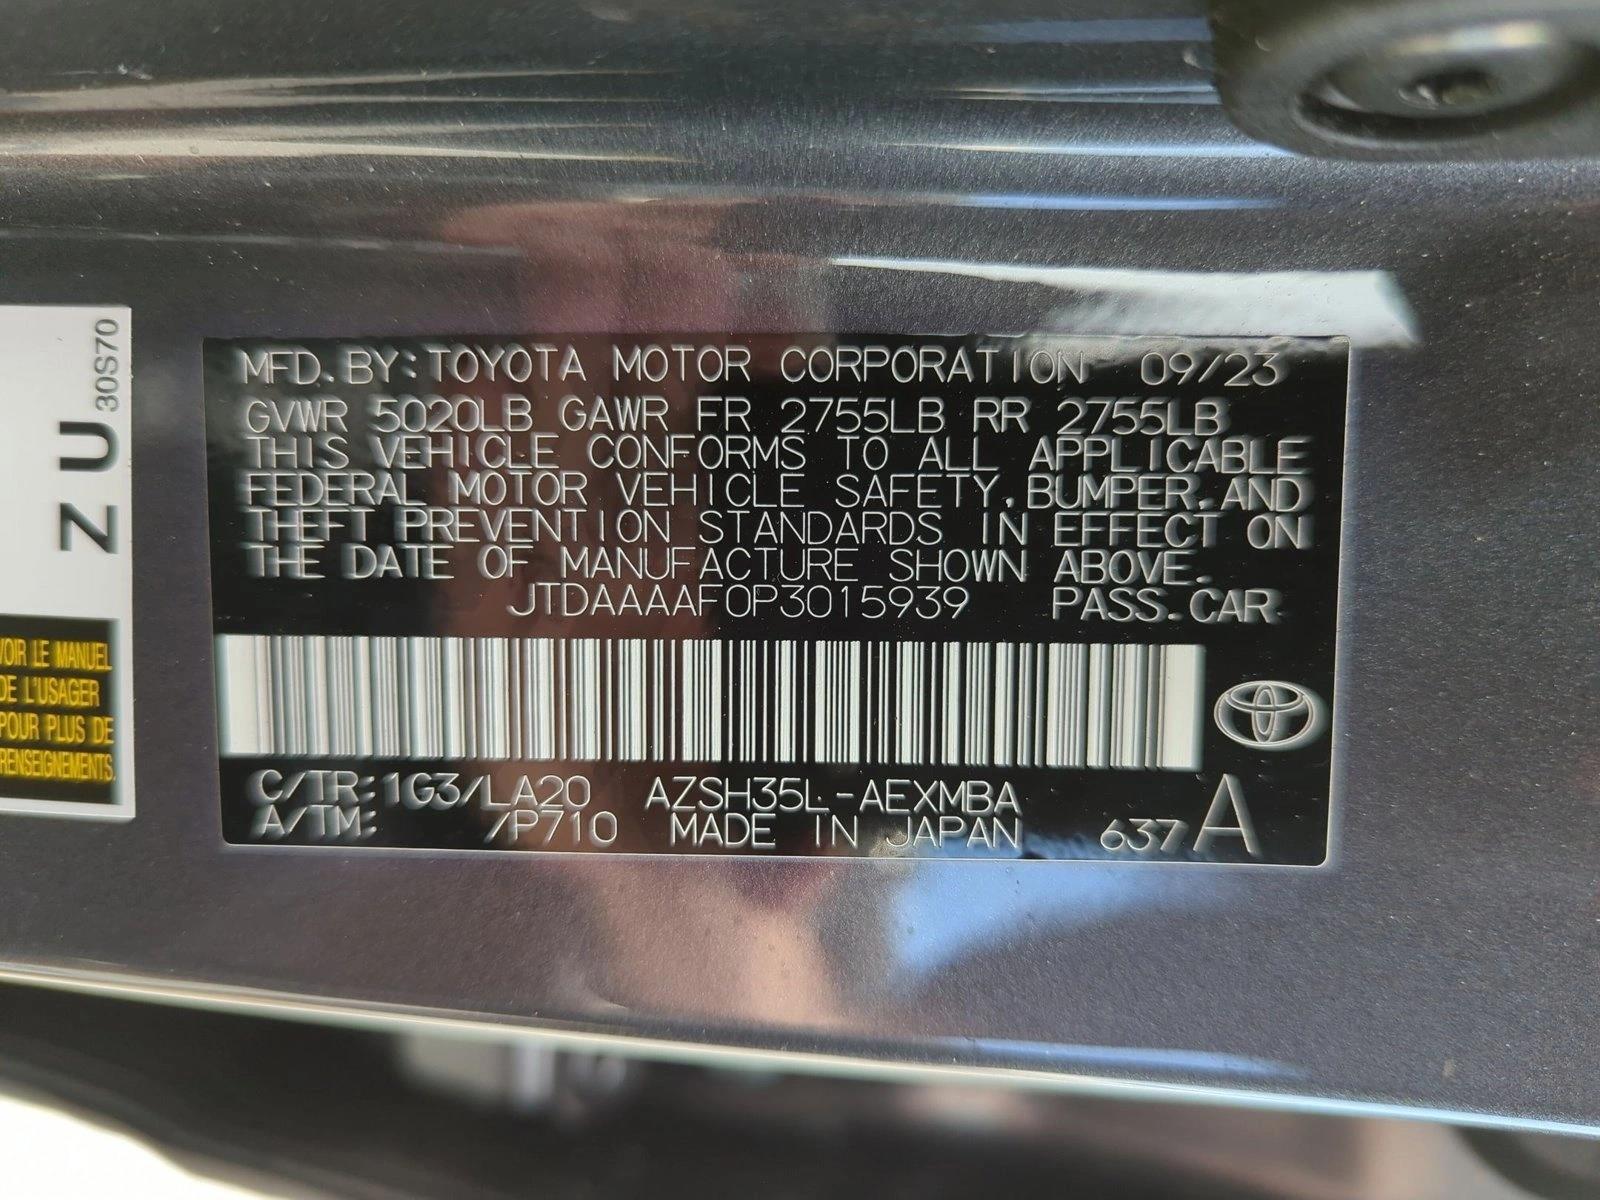 MFD. BY: TOYOTA MOTOR CORPORATION 09/23
GVWR 5020LB GAWR FR 2755LB RR 2755LB
THIS VEHICLE CONFORMS TO ALL APPLICABLE
FEDERAL MOTOR VEHICLE SAFETY, BUMPER, AND
THEFT PREVENTION STANDARDS IN EFFECT ON
THE DATE OF MANUFACTURE SHOWN ABOVE.
JTDAAAAF0P3015939 PASS. CAR
C/TR: 1G3/LA20 AZSH35L-AEXMBA
A/TM: /P710 MADE IN JAPAN 637 A
Z U 30S70
VOIR LE MANUEL
DE L'USAGER
POUR PLUS DE
RENSEIGNEMENTS.